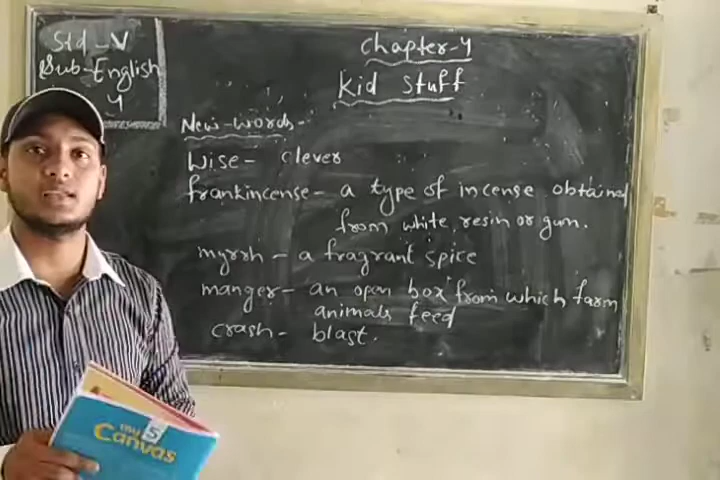 Std - V
Sub - English
4
Chapter-4
Kid Stuff
New-words-
Wise - clever
frankincense - a type of incense obtained
from white, resin or gum.
myrrh - a fragrant spice
manger - an open box from which farm
animals feed
crash - blast.
my
5
Canvas